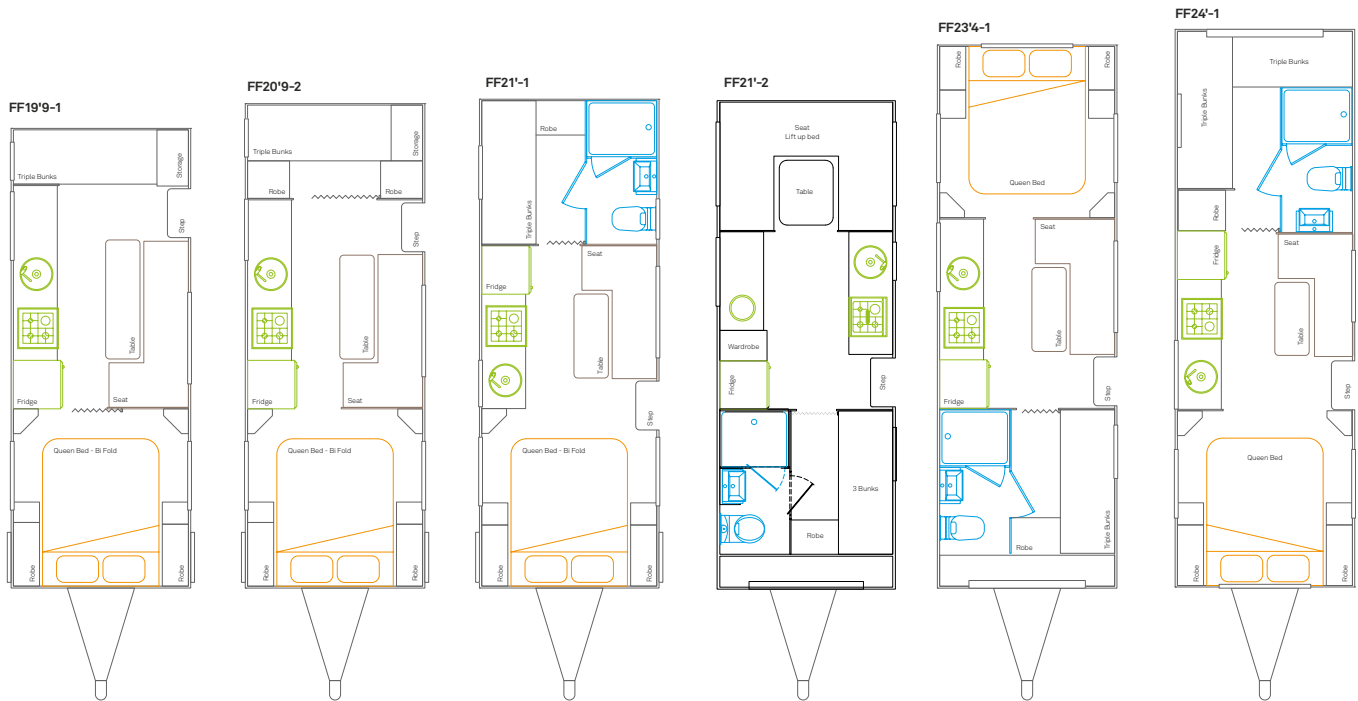 FF19'9-1
Triple Bunks
Storage
Step
Table
Fridge
Seat
Queen Bed - Bi Fold
Robe
Robe
FF20'9-2
Triple Bunks
Storage
Robe
Robe
Step
Table
Fridge
Seat
Queen Bed - Bi Fold
Robe
Robe
FF21'-1
Robe
Triple Bunks
Seat
Fridge
Table
Step
Queen Bed - Bi Fold
Robe
Robe
FF21'-2
Seat
Lift up bed
Table
Wardrobe
Fridge
Step
3 Bunks
Robe
FF23'4-1
Robe
Robe
Queen Bed
Seat
Table
Fridge
Step
Robe
Triple Bunks
FF24'-1
Triple Bunks
Triple Bunks
Robe
Seat
Fridge
Table
Step
Queen Bed
Robe
Robe